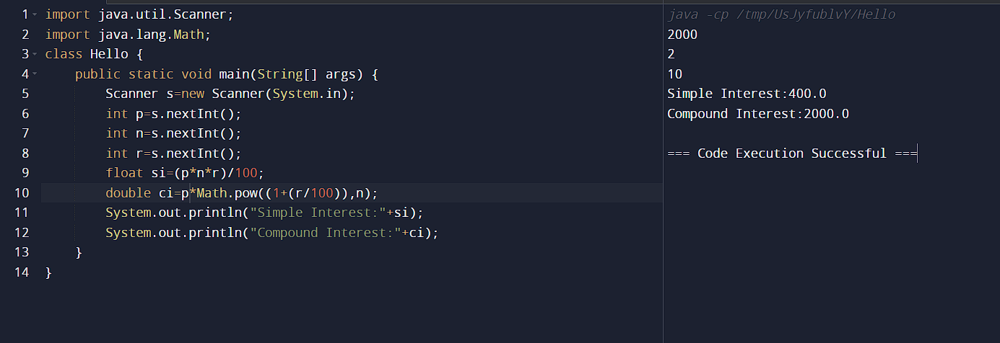 1 import java.util.Scanner;
2 import java.lang.Math;
3 class Hello {
4 public static void main(String[] args) {
5 Scanner s=new Scanner(System.in);
6 int p=s.nextInt();
7 int n=s.nextInt();
8 int r=s.nextInt();
9 float si=(p*n*r)/100;
10 double ci=p*Math.pow((1+(r/100)),n);
11 System.out.println("Simple Interest:"+si);
12 System.out.println("Compound Interest:"+ci);
13 }
14 }
java -cp /tmp/UsJyfublvY/Hello
2000
2
10
Simple Interest:400.0
Compound Interest:2000.0
=== Code Execution Successful ===